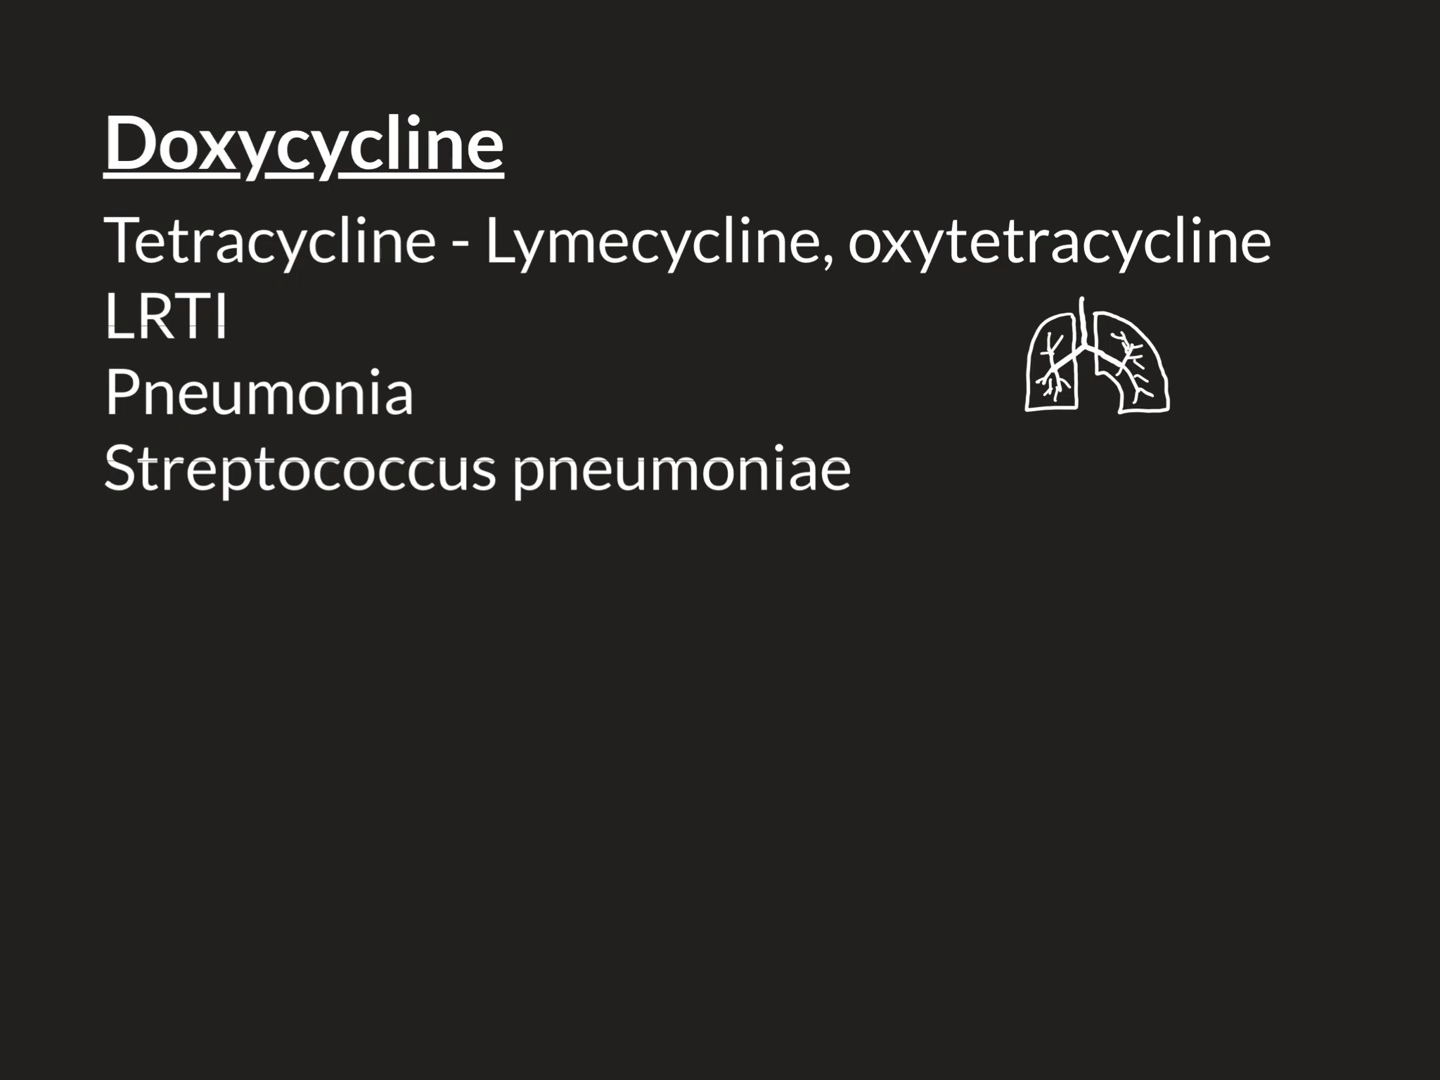 Doxycycline
Tetracycline - Lymecycline, oxytetracycline
LRTI
Pneumonia
Streptococcus pneumoniae